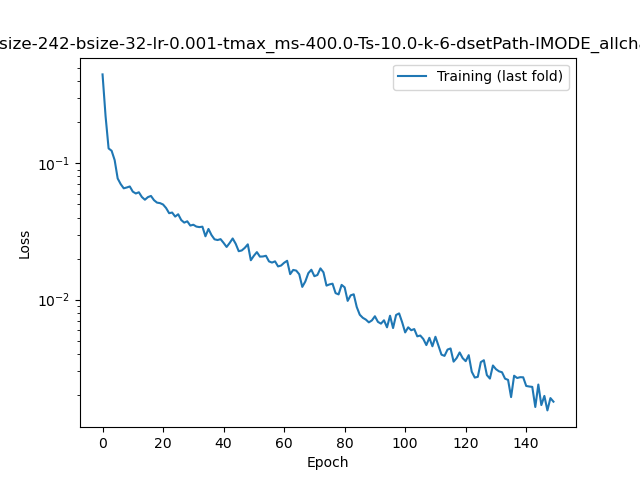 size-242-bsize-32-lr-0.001-tmax_ms-400.0-Ts-10.0-k-6-dsetPath-IMODE_allcha
Training (last fold)
10⁻¹
10⁻²
Loss
0 20 40 60 80 100 120 140
Epoch